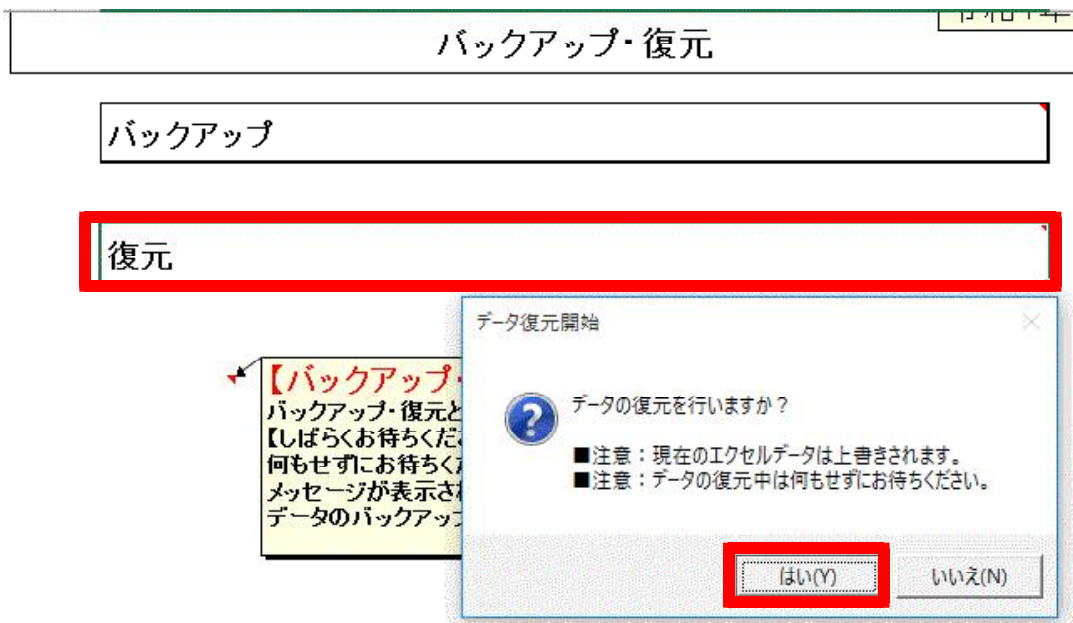 バックアップ・復元
バックアップ
復元
データ復元開始
データの復元を行いますか？
■注意：現在のエクセルデータは上書きされます。
■注意：データの復元中は何もせずにお待ちください。
はい(Y)
いいえ(N)
【バックアップ・
バックアップ・復元と
【しばらくお待ちくだ
何もせずにお待ちく
メッセージが表示さ
データのバックアッ